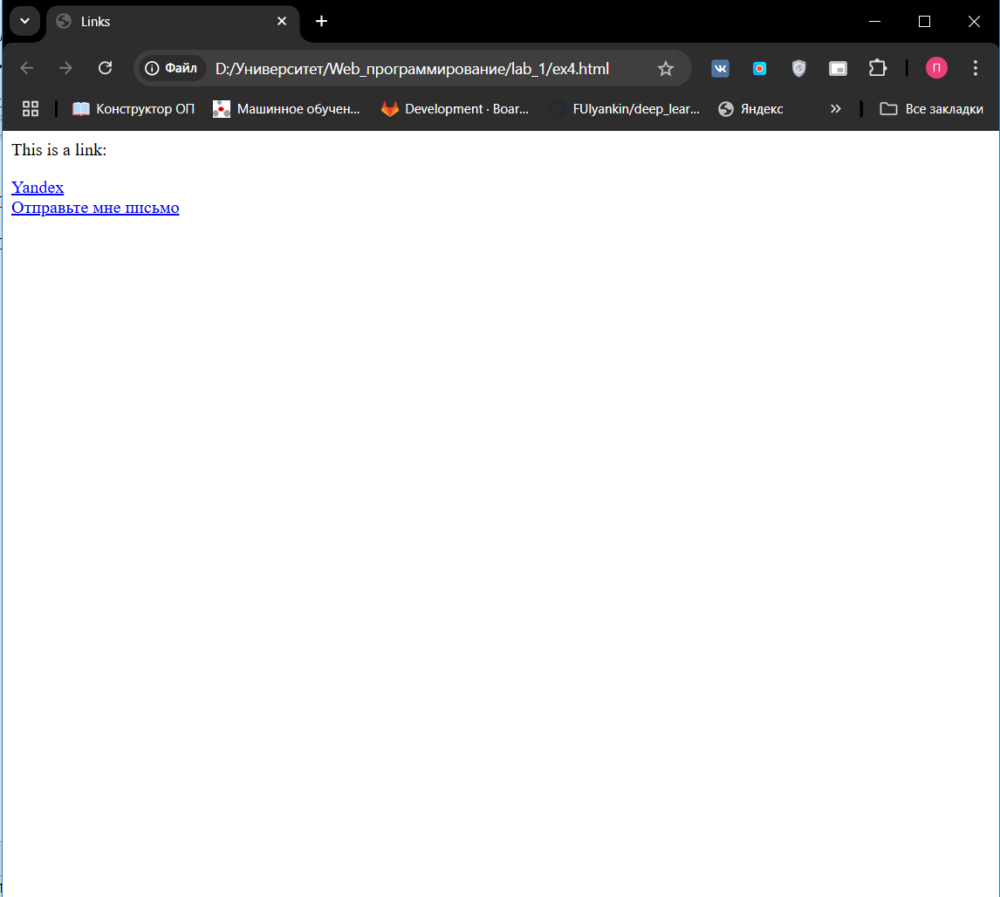 Links
Файл D:/Университет/Web_программирование/lab_1/ex4.html П
Конструктор ОП Машинное обучен... Development · Boar... FUlyankin/deep_lear... Яндекс » Все закладки
This is a link:
Yandex
Отправьте мне письмо